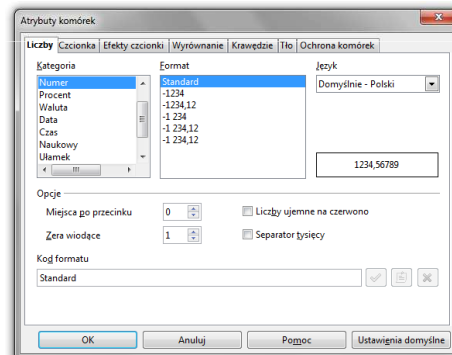 Atrybuty komórek
Liczby Czcionka Efekty czcionki Wyrównanie Krawędzie Tło Ochrona komórek
Kategoria Format Język
Numer
Procent
Waluta
Data
Czas
Naukowy
Ułamek
Standard
-1234
-1234,12
-1 234
-1 234,12
-1 234,12
Domyślnie - Polski
1234,56789
Opcje
Miejsca po przecinku 0 Liczby ujemne na czerwono
Zera wiodące 1 Separator tysięcy
Kod formatu
Standard
OK Anuluj Pomoc Ustawienia domyślne